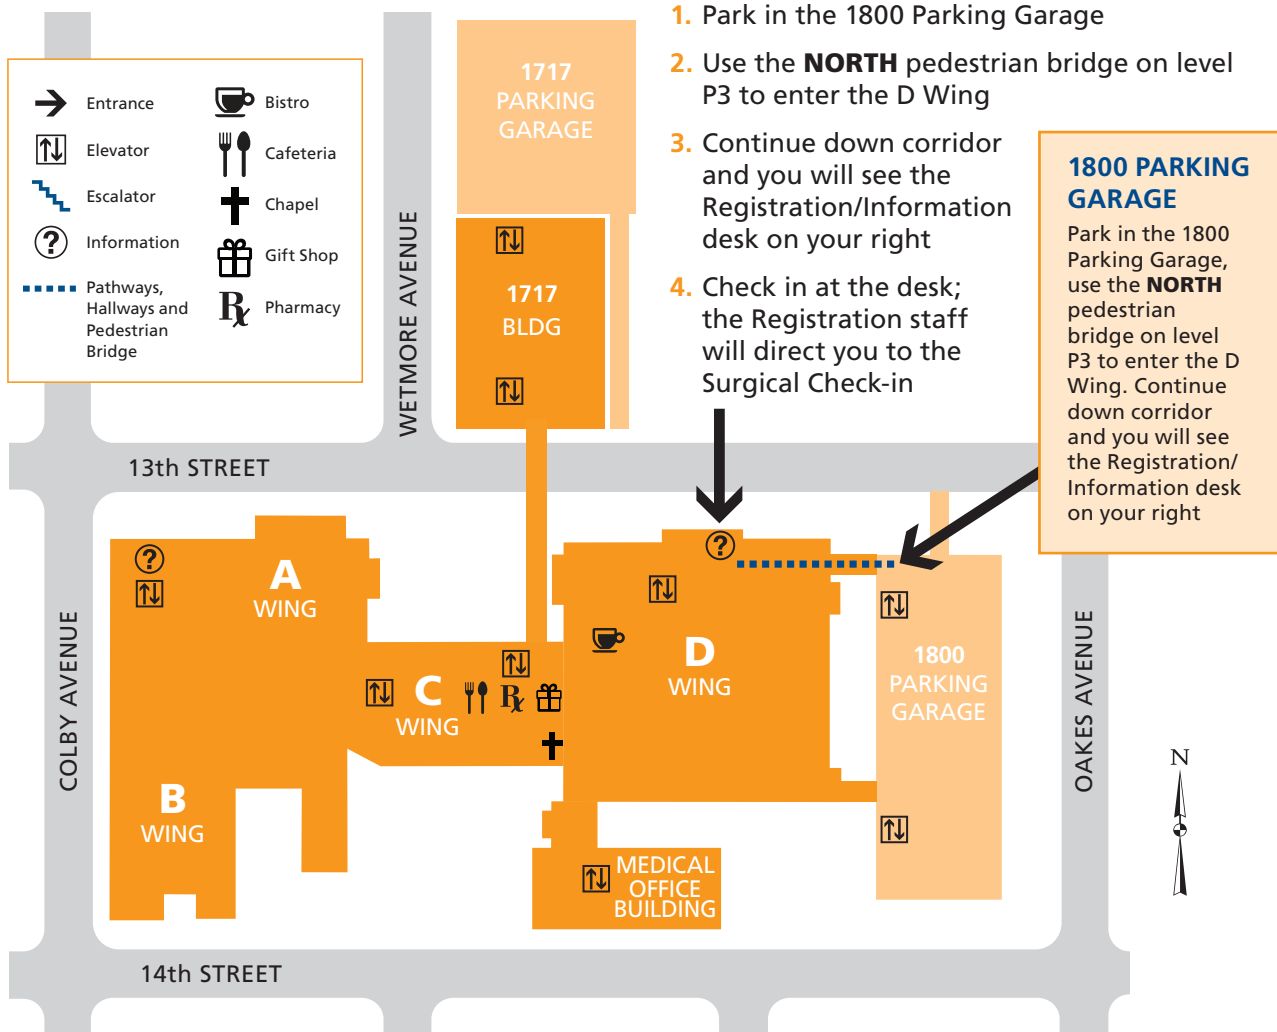 1. Park in the 1800 Parking Garage
2. Use the NORTH pedestrian bridge on level
P3 to enter the D Wing
3. Continue down corridor
and you will see the
Registration/Information
desk on your right
4. Check in at the desk;
the Registration staff
will direct you to the
Surgical Check-in
Entrance
Elevator
Escalator
Information
Pathways,
Hallways and
Pedestrian
Bridge
Bistro
Cafeteria
Chapel
Gift Shop
Rx
Pharmacy
1717
PARKING
GARAGE
1717
BLDG
WETMORE AVENUE
1800 PARKING
GARAGE
Park in the 1800
Parking Garage,
use the NORTH
pedestrian
bridge on level
P3 to enter the D
Wing. Continue
down corridor
and you will see
the Registration/
Information desk
on your right
13th STREET
?
A
WING
?
D
WING
C
WING
Rx
B
WING
1800
PARKING
GARAGE
MEDICAL
OFFICE
BUILDING
COLBY AVENUE
OAKES AVENUE
N
14th STREET